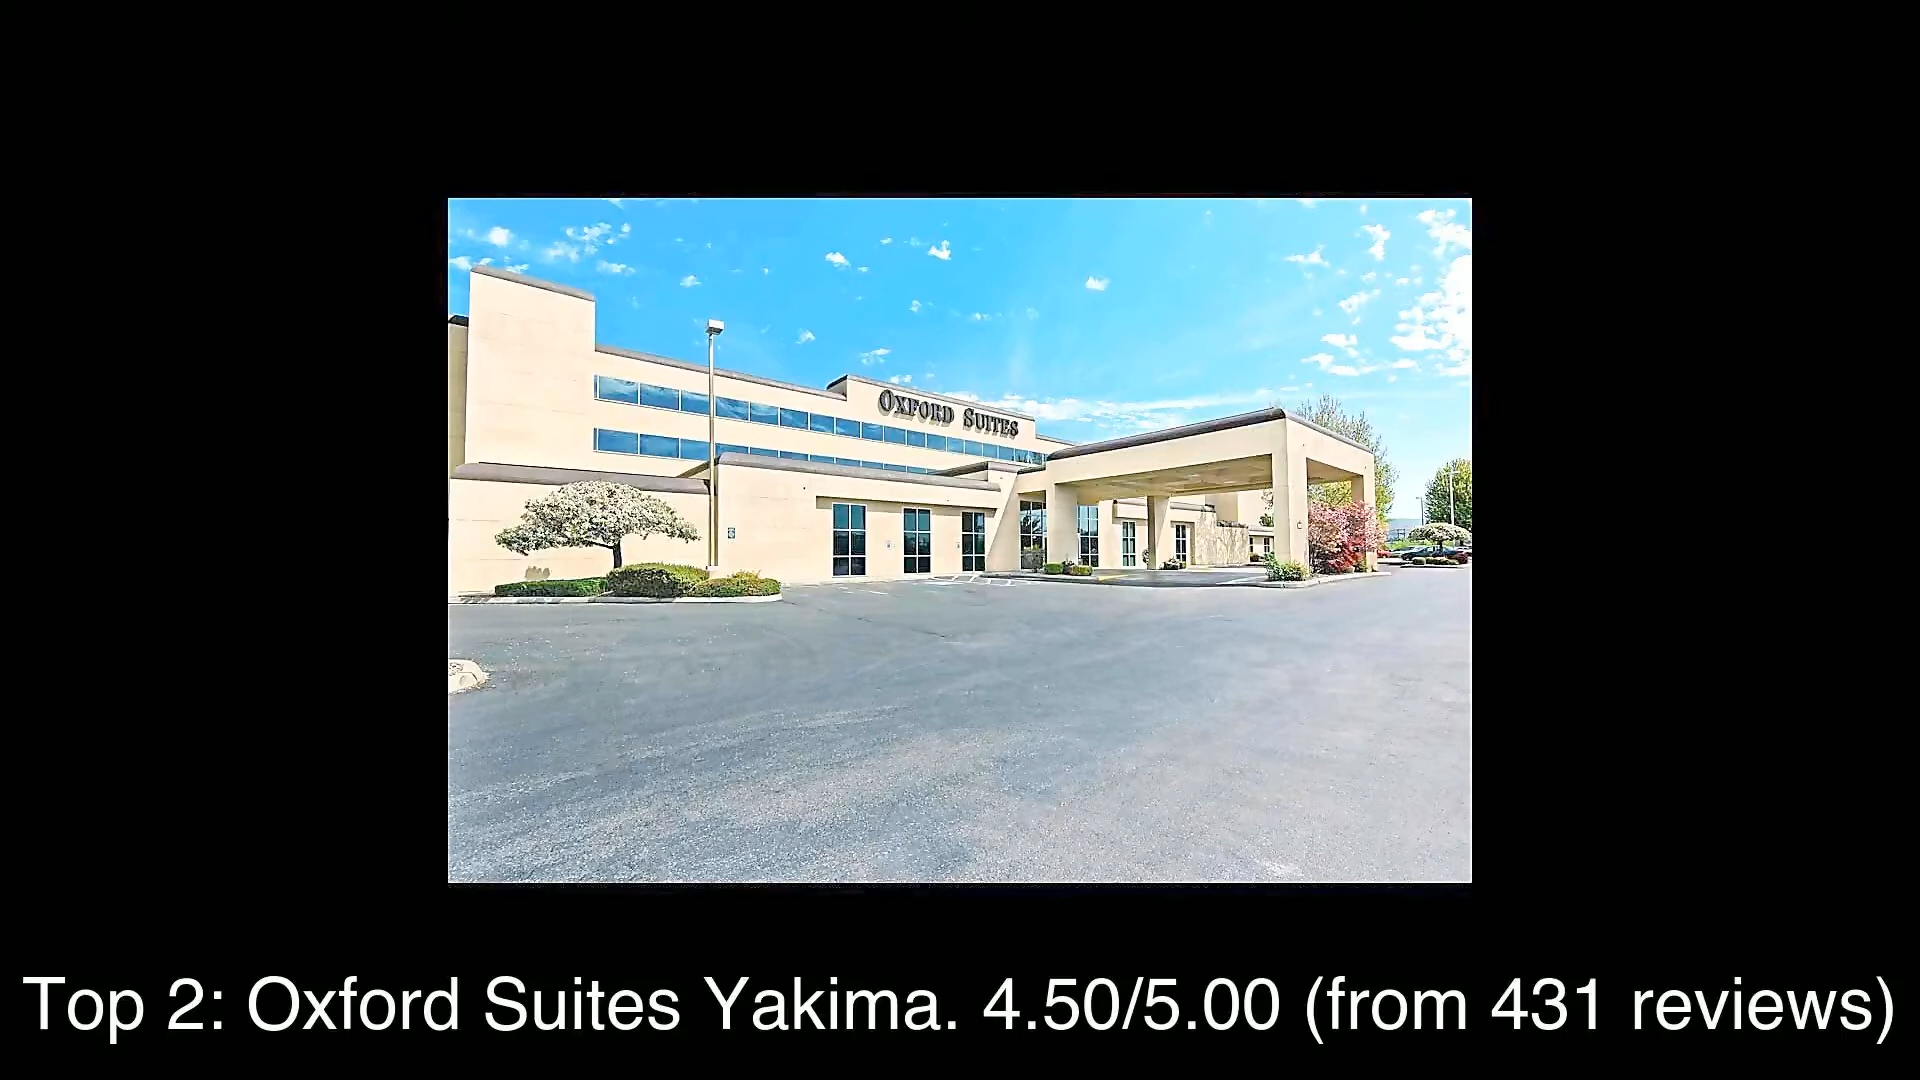 OXFORD SUITES
Top 2: Oxford Suites Yakima. 4.50/5.00 (from 431 reviews)